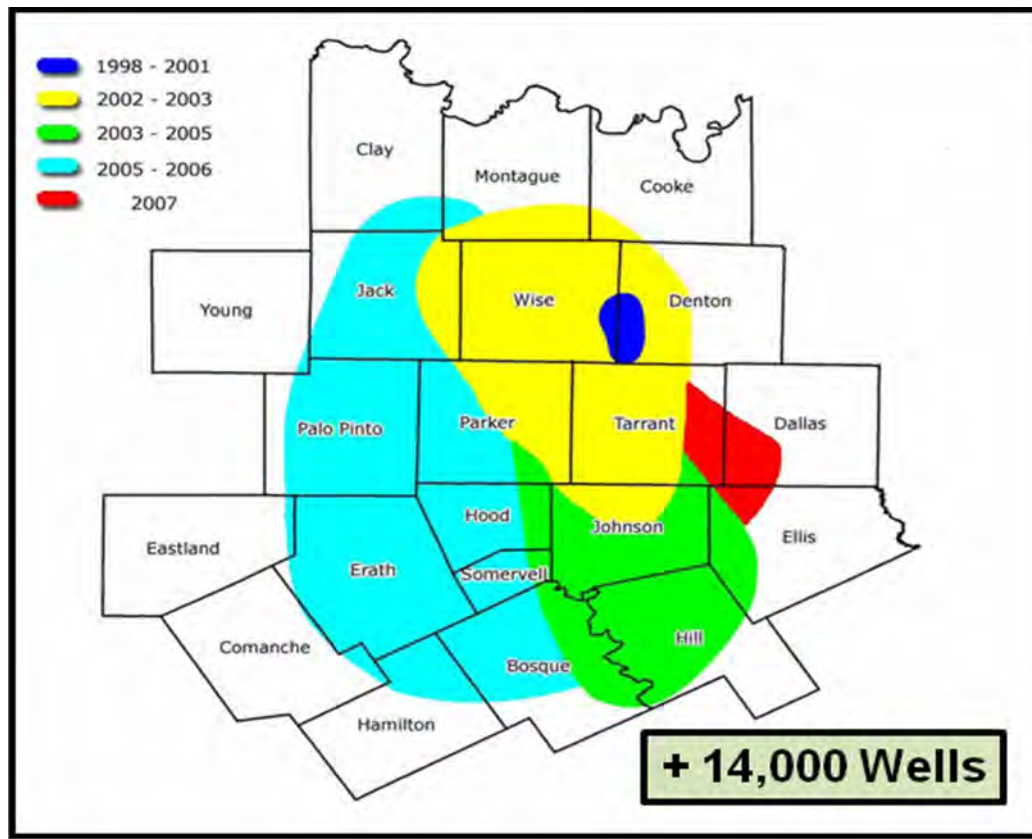 1998 - 2001
2002 - 2003
2003 - 2005
2005 - 2006
2007
Clay
Montague
Cooke
Young
Jack
Wise
Denton
Palo Pinto
Parker
Tarrant
Dallas
Eastland
Erath
Hood
Somervell
Johnson
Ellis
Comanche
Hamilton
Bosque
Hill
+ 14,000 Wells